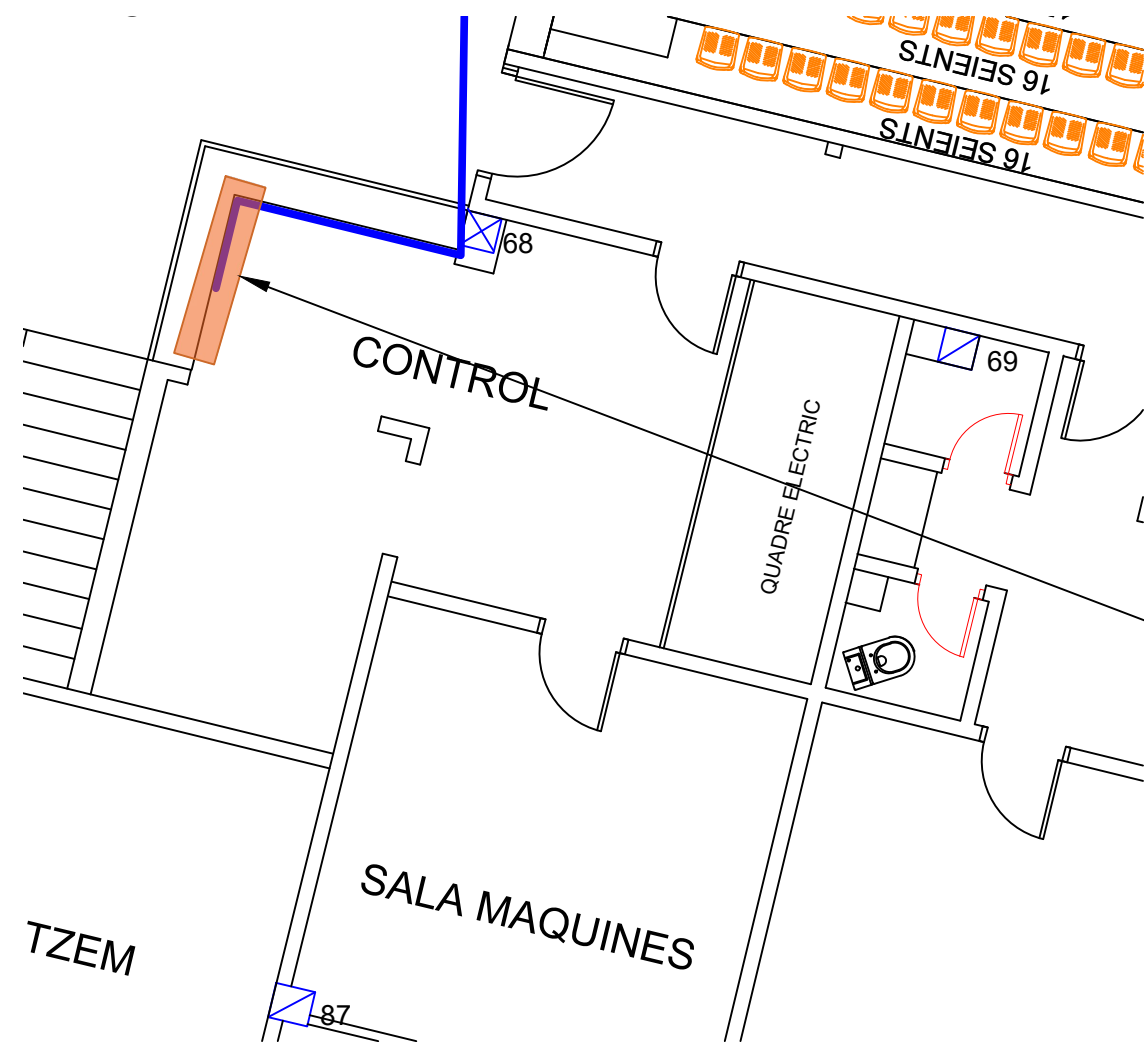 16 SEIENTS
16 SEIENTS
68
CONTROL
69
QUADRE ELECTRIC
SALA MAQUINES
TZEM
87